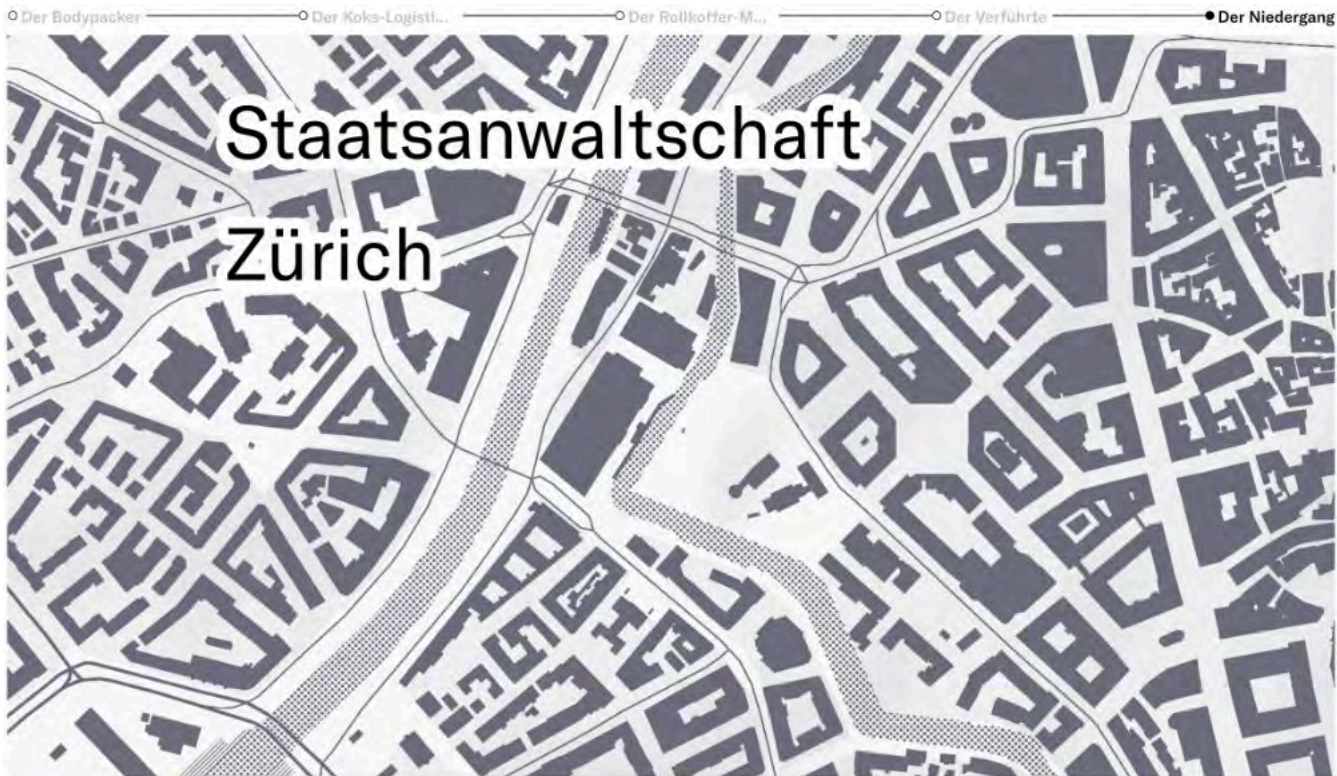 Der Bodypacker
Der Koks-Logisti...
Der Rollkoffer-M...
Der Verführte
Der Niedergang
Staatsanwaltschaft
Zürich